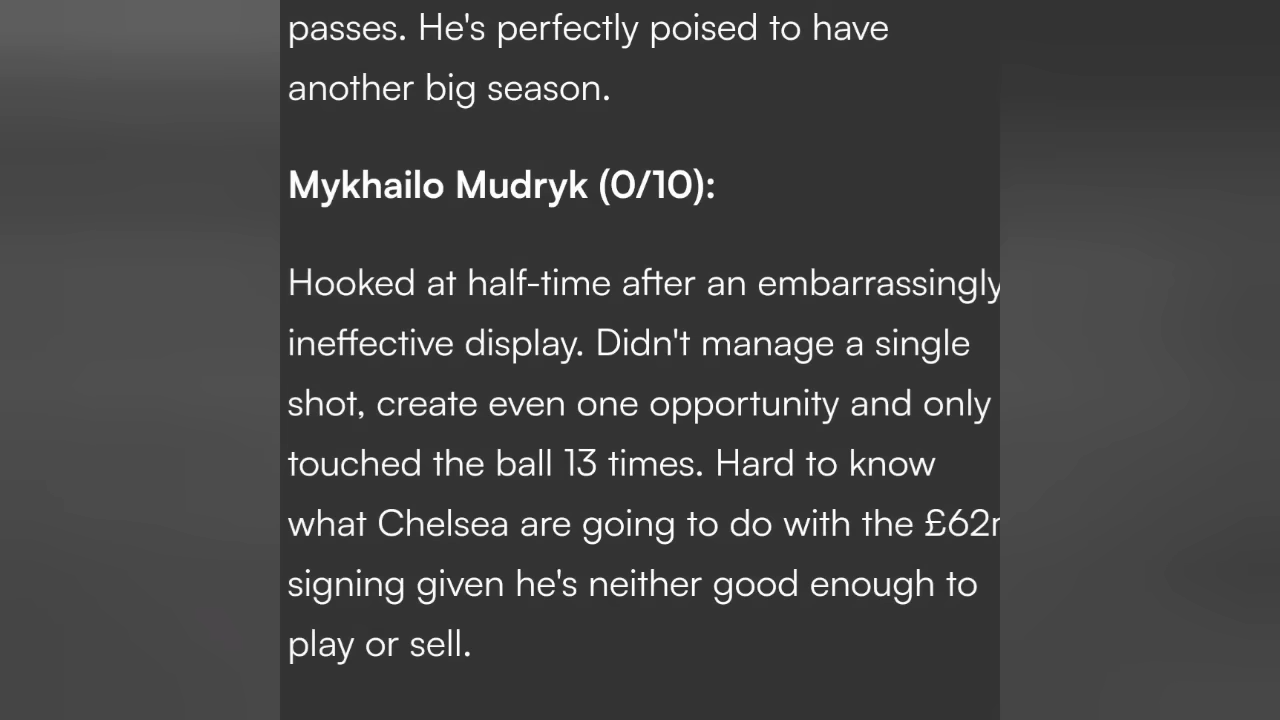 passes. He's perfectly poised to have
another big season.
Mykhailo Mudryk (0/10):
Hooked at half-time after an embarrassingly
ineffective display. Didn't manage a single
shot, create even one opportunity and only
touched the ball 13 times. Hard to know
what Chelsea are going to do with the £62m
signing given he's neither good enough to
play or sell.